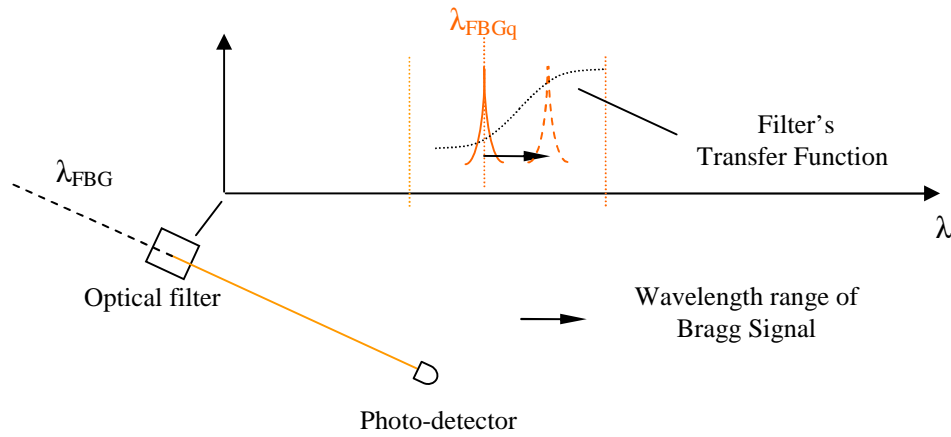 λFBGq
Filter's
Transfer Function
λFBG
λ
Optical filter
Wavelength range of
Bragg Signal
Photo-detector